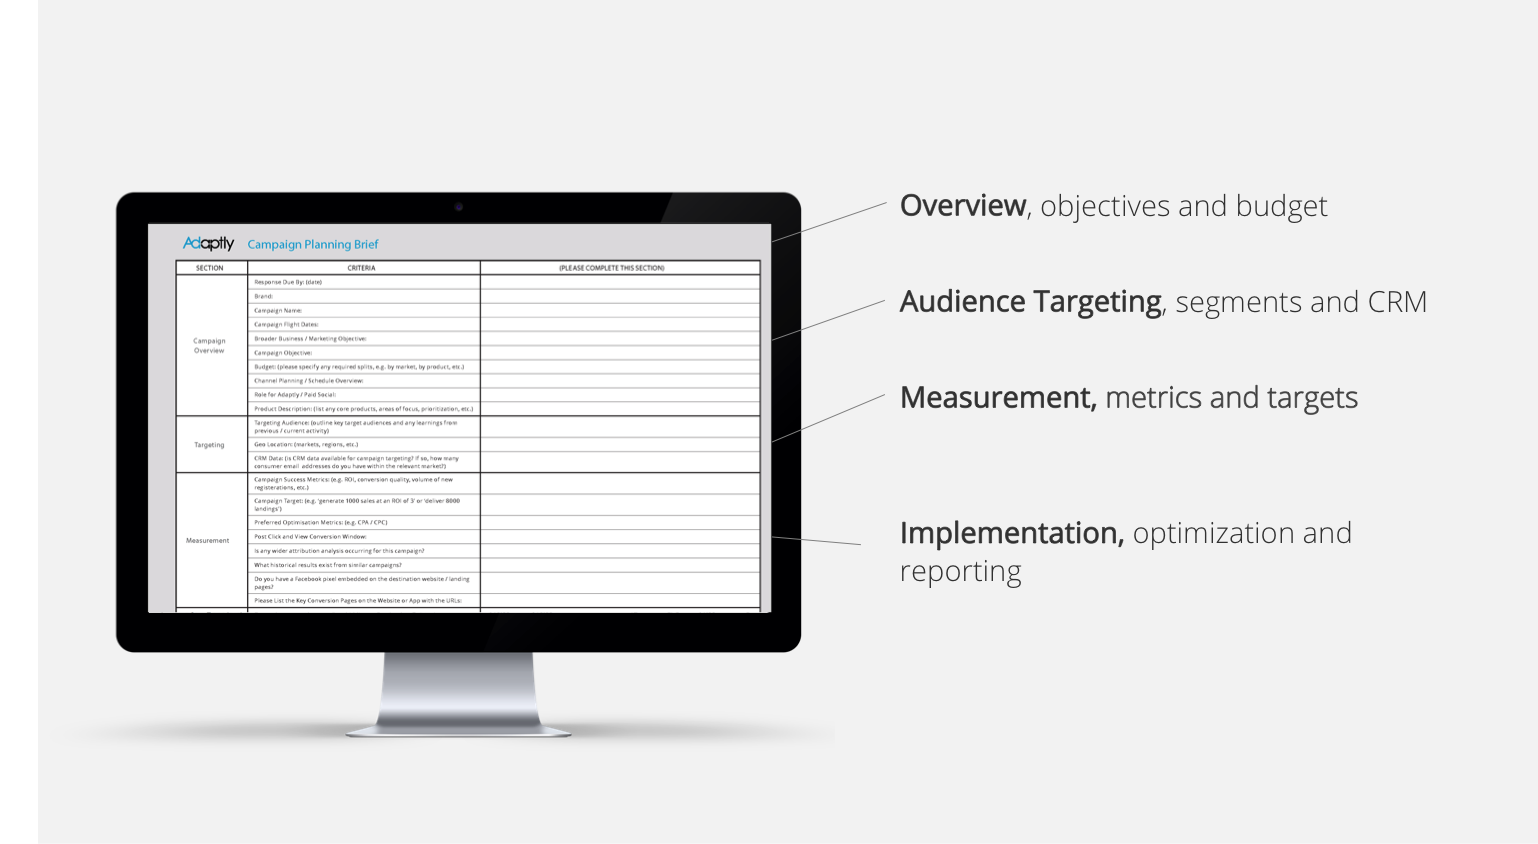 Adaptly Campaign Planning Brief
SECTION CRITERIA (PLEASE COMPLETE THIS SECTION)
Campaign
Overview
Response Due By: (date)
Brand:
Campaign Name:
Campaign Flight Dates:
Broader Business / Marketing Objective:
Campaign Objective:
Budget: (please specify any required splits, e.g. by market, by product, etc.)
Channel Planning / Schedule Overview:
Role for Adaptly / Paid Social:
Product Description: (list any core products, areas of focus, prioritization, etc.)
Targeting
Targeting Audience: (outline key target audiences and any learnings from
previous / current activity)
Geo Location: (markets, regions, etc.)
CRM Data: (is CRM data available for campaign targeting? If so, how many
consumer email addresses do you have within the relevant market?)
Measurement
Campaign Success Metrics: (e.g. ROI, conversion quality, volume of new
registerations, etc.)
Campaign Target: (e.g. 'generate 1000 sales at an ROI of 3' or 'deliver 8000
landings')
Preferred Optimisation Metrics: (e.g. CPA / CPC)
Post Click and View Conversion Window:
Is any wider attribution analysis occurring for this campaign?
What historical results exist from similar campaigns?
Do you have a Facebook pixel embedded on the destination website / landing
pages?
Please List the Key Conversion Pages on the Website or App with the URLs:
Overview, objectives and budget
Audience Targeting, segments and CRM
Measurement, metrics and targets
Implementation, optimization and
reporting